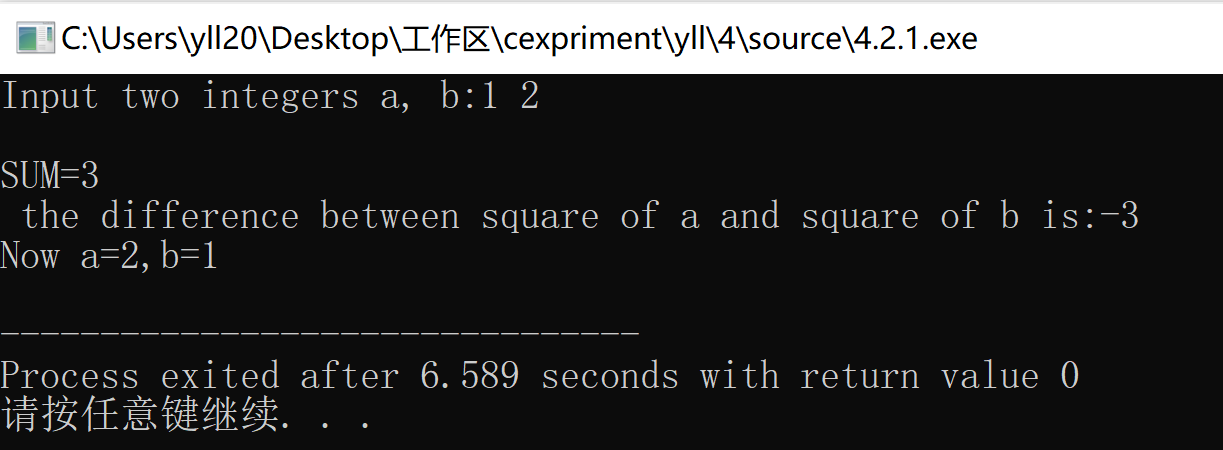 C:\Users\yll20\Desktop\工作区\cexpriment\yll\4\source\4.2.1.exe
Input two integers a, b:1 2
SUM=3
the difference between square of a and square of b is:-3
Now a=2,b=1
--------------------------------
Process exited after 6.589 seconds with return value 0
请按任意键继续. . .